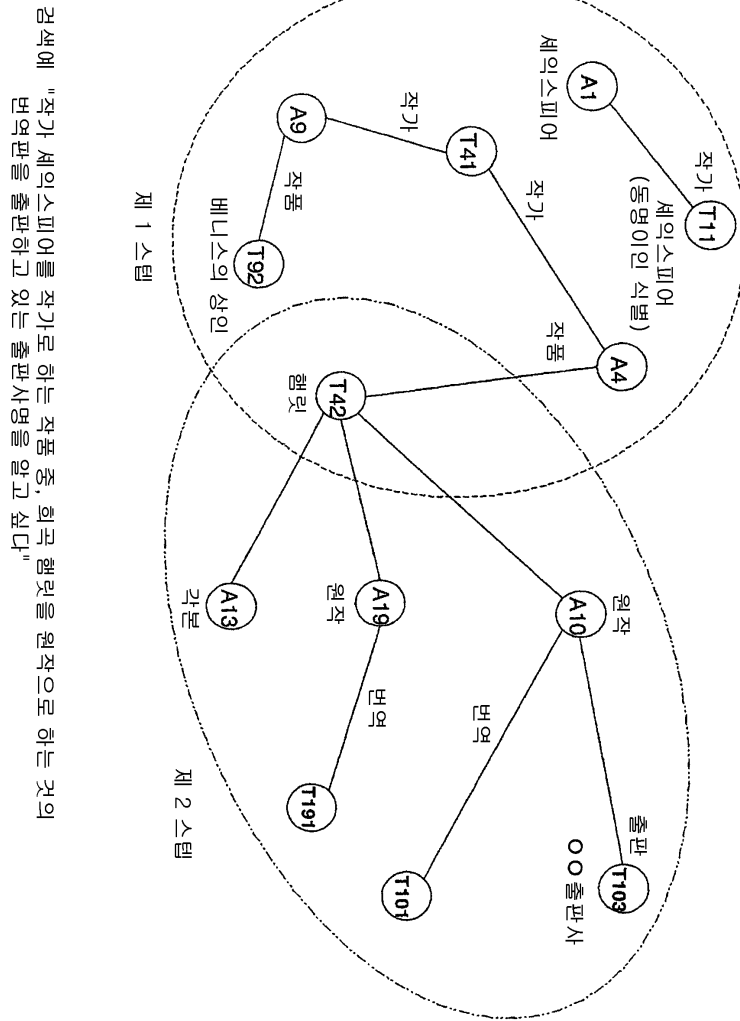 A1
셰익스피어
작가
T11
셰익스피어
(동명이인 식별)
A9
작가
T41
작가
A4
작품
T92
베니스의 상인
작품
T42
햄릿
제 1 스텝
A13
각본
A19
원작
A10
원작
번역
T191
번역
T101
출판
T103
○○출판사
제 2 스텝
검색예 "작가 셰익스피어를 작가로 하는 작품 중, 희곡 햄릿을 원작으로 하는 것의
번역판을 출판하고 있는 출판사명을 알고 싶다"